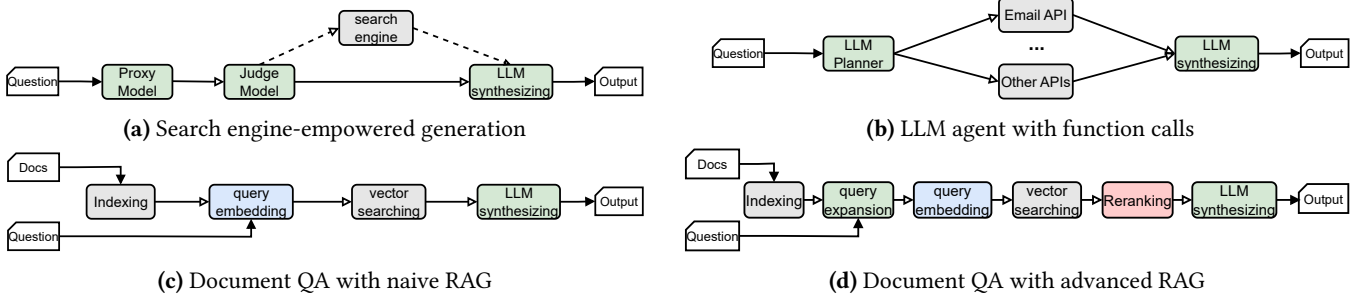 Question
Proxy
Model
Judge
Model
search
engine
LLM
synthesizing
Output
(a) Search engine-empowered generation
Question
LLM
Planner
Email API
...
Other APIs
LLM
synthesizing
Output
(b) LLM agent with function calls
Docs
Question
Indexing
query
embedding
vector
searching
LLM
synthesizing
Output
(c) Document QA with naive RAG
Docs
Question
Indexing
query
expansion
query
embedding
vector
searching
Reranking
LLM
synthesizing
Output
(d) Document QA with advanced RAG